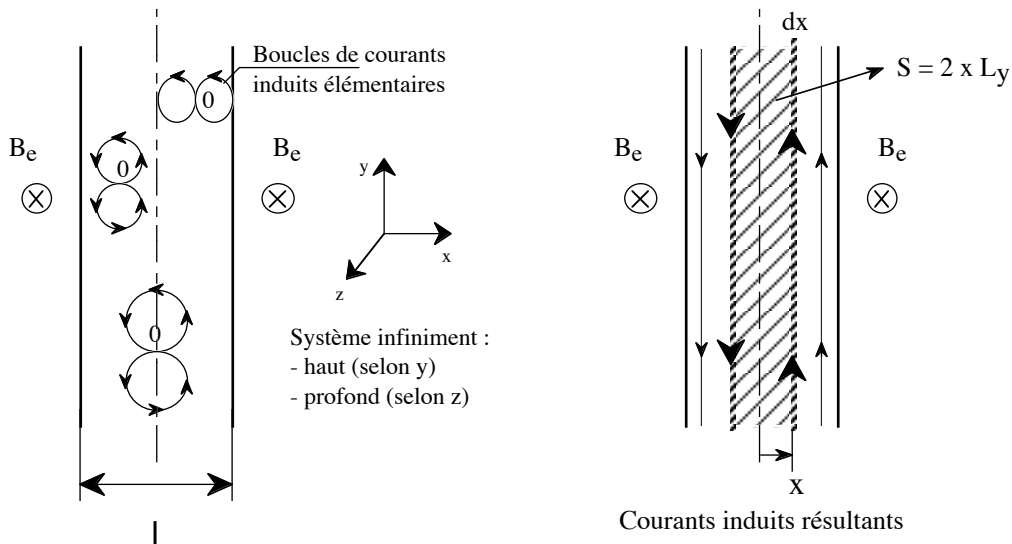 Boucles de courants
induits élémentaires
0
0
0
Be
Be
y
x
z
Système infiniment :
- haut (selon y)
- profond (selon z)
l
dx
S = 2 x Ly
Be
Be
x
Courants induits résultants